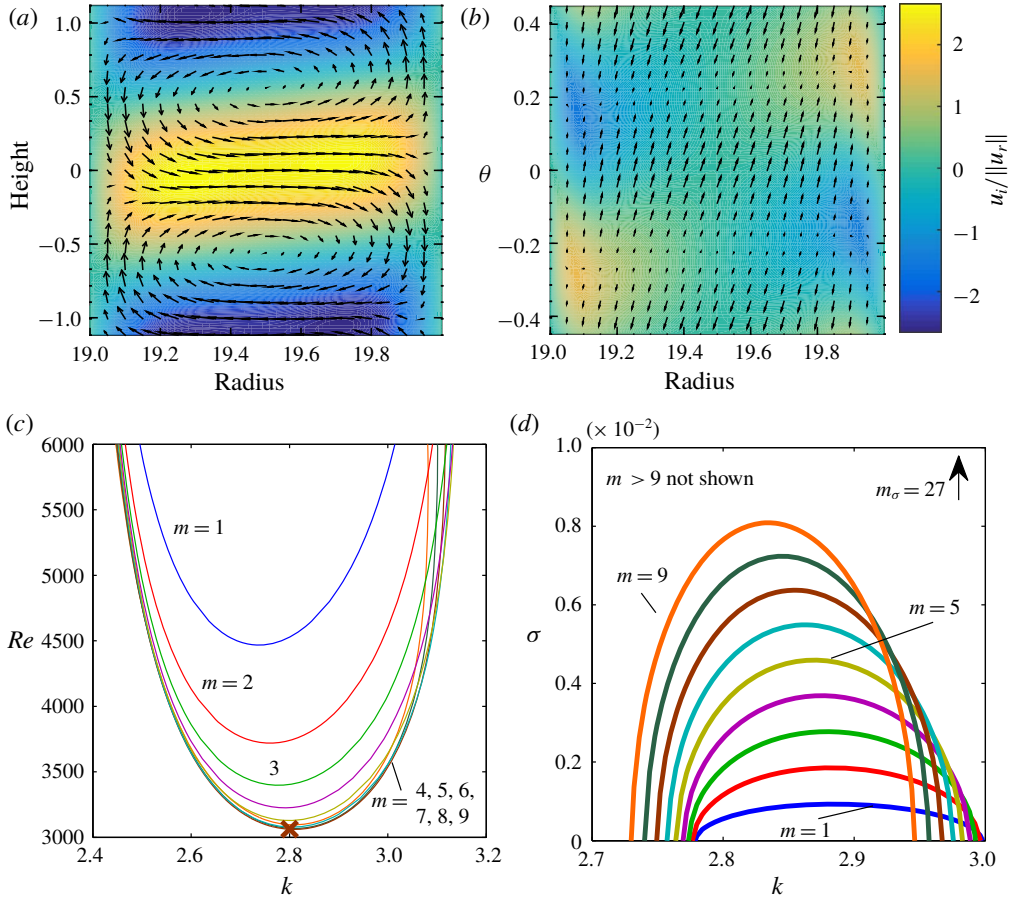 (a)
1.0
0.5
0
−0.5
−1.0
Height
19.0 19.2 19.4 19.6 19.8
Radius
(b)
0.4
0.2
0
−0.2
−0.4
θ
19.0 19.2 19.4 19.6 19.8
Radius
2
1
0
−1
−2
u_i/||u_r||
(c)
6000
5500
5000
4500
4000
3500
3000
Re
m = 1
m = 2
3
m = 4, 5, 6,
7, 8, 9
2.4 2.6 2.8 3.0 3.2
k
(d)
(× 10⁻²)
1.0
0.8
0.6
0.4
0.2
0
σ
m > 9 not shown
m_σ = 27
m = 9
m = 5
m = 1
2.7 2.8 2.9 3.0
k